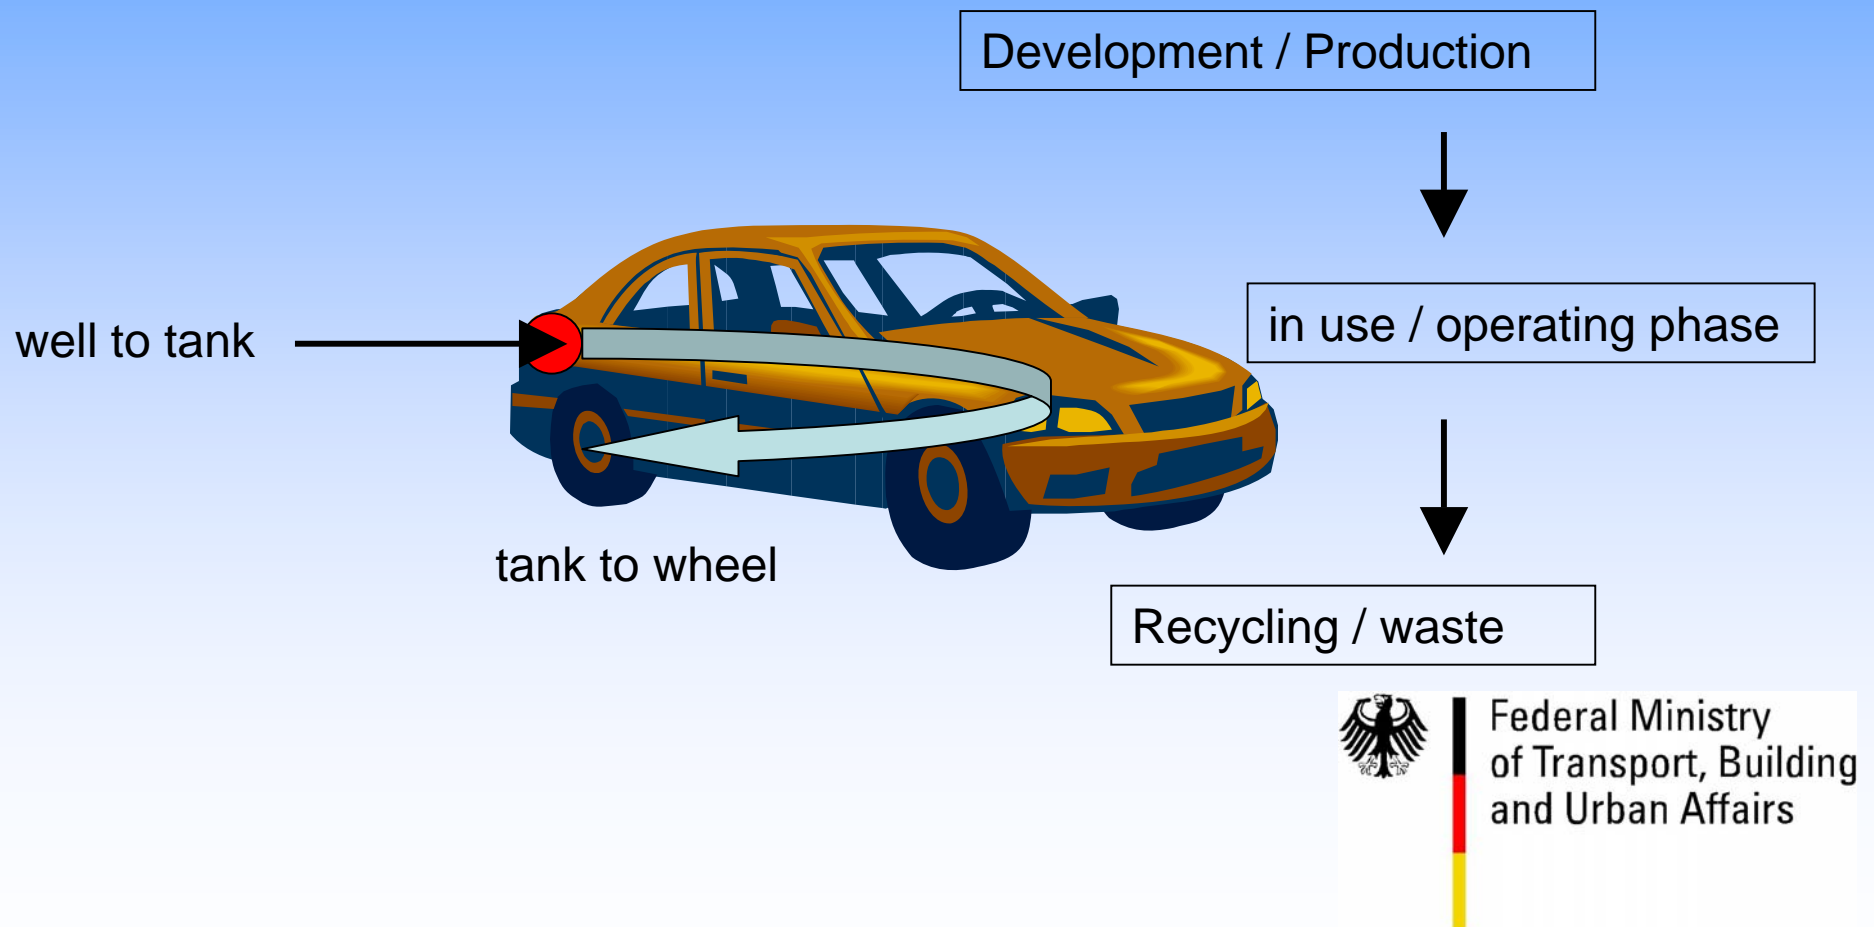 Development / Production
well to tank
in use / operating phase
tank to wheel
Recycling / waste
Federal Ministry
of Transport, Building
and Urban Affairs